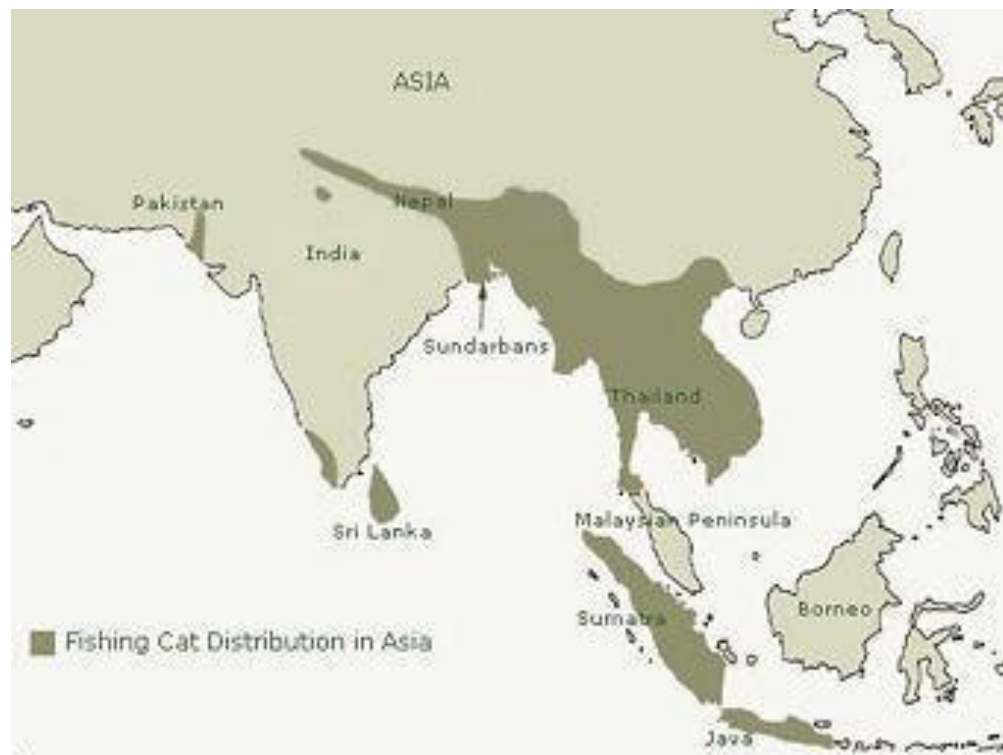 ASIA
Pakistan
Nepal
India
Sundarbans
Thailand
Sri Lanka
Malaysian Peninsula
Sumatra
Borneo
Fishing Cat Distribution in Asia
Java